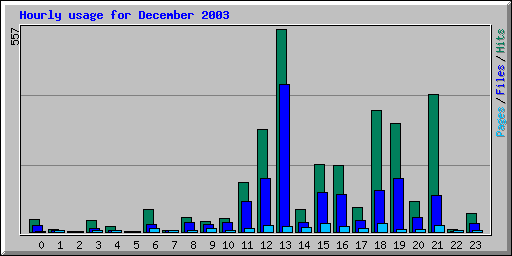 Hourly usage for December 2003
557
Pages/Files/Hits
0 1 2 3 4 5 6 7 8 9 10 11 12 13 14 15 16 17 18 19 20 21 22 23